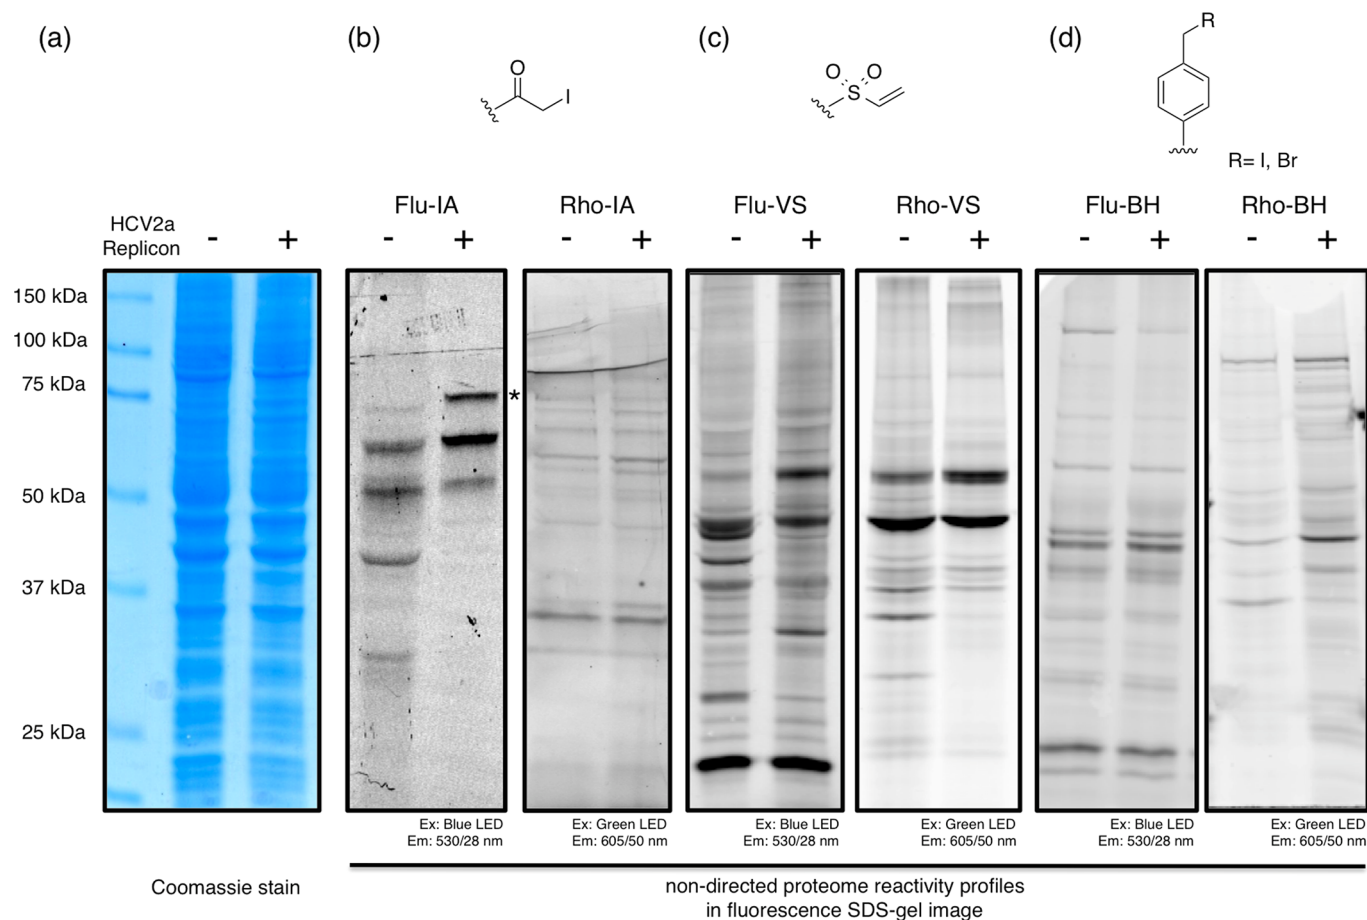 (a)
(b)
(c)
(d)
O
I
O O
S
R
R= I, Br
HCV2a
Replicon
- +
Flu-IA
- +
Rho-IA
- +
Flu-VS
- +
Rho-VS
- +
Flu-BH
- +
Rho-BH
- +
150 kDa
100 kDa
75 kDa
50 kDa
37 kDa
25 kDa
*
Ex: Blue LED
Em: 530/28 nm
Ex: Green LED
Em: 605/50 nm
Ex: Blue LED
Em: 530/28 nm
Ex: Green LED
Em: 605/50 nm
Ex: Blue LED
Em: 530/28 nm
Ex: Green LED
Em: 605/50 nm
Coomassie stain
non-directed proteome reactivity profiles
in fluorescence SDS-gel image